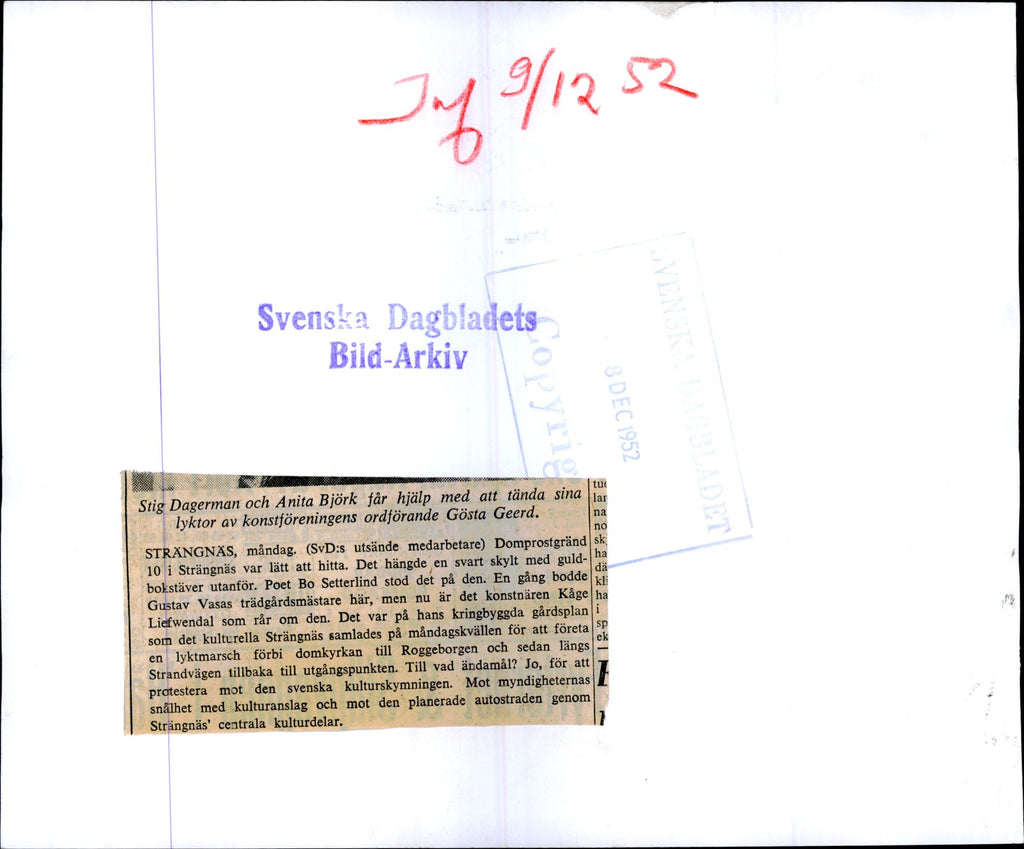 Inf 9/12 52
Svenska Dagbladets
Bild-Arkiv
SVENSKA DAGBLADET
8 DEC 1952
Copyrig
Stig Dagerman och Anita Björk får hjälp med att tända sina
lyktor av konstföreningens ordförande Gösta Geerd.
STRÄNGNÄS, måndag. (SvD:s utsände medarbetare) Domprostgränd
10 i Strängnäs var lätt att hitta. Det hängde en svart skylt med guld-
bokstäver utanför. Poet Bo Setterlind stod det på den. En gång bodde
Gustav Vasas trädgårdsmästare här, men nu är det konstnären Kåge
Liefwendal som rår om den. Det var på hans kringbyggda gårdsplan
som det kulturella Strängnäs samlades på måndagskvällen för att företa
en lyktmarsch förbi domkyrkan till Roggeborgen och sedan längs
Strandvägen tillbaka till utgångspunkten. Till vad ändamål? Jo, för att
protestera mot den svenska kulturskymningen. Mot myndigheternas
snålhet med kulturanslag och mot den planerade autostraden genom
Strängnäs' centrala kulturdelar.